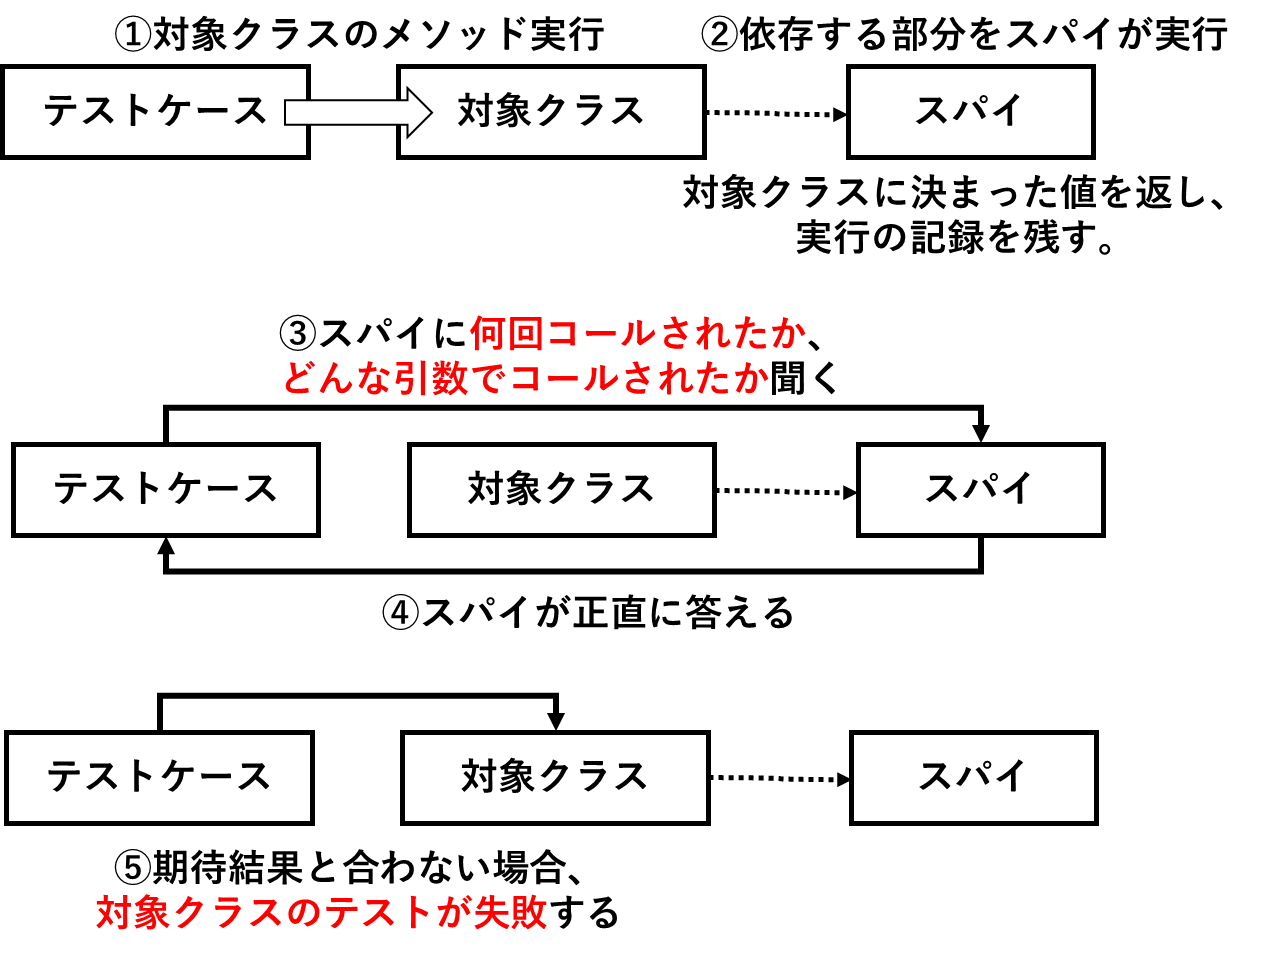 ①対象クラスのメソッド実行
②依存する部分をスパイが実行
テストケース
対象クラス
スパイ
対象クラスに決まった値を返し、
実行の記録を残す。
③スパイに何回コールされたか、
どんな引数でコールされたか聞く
テストケース
対象クラス
スパイ
④スパイが正直に答える
テストケース
対象クラス
スパイ
⑤期待結果と合わない場合、
対象クラスのテストが失敗する